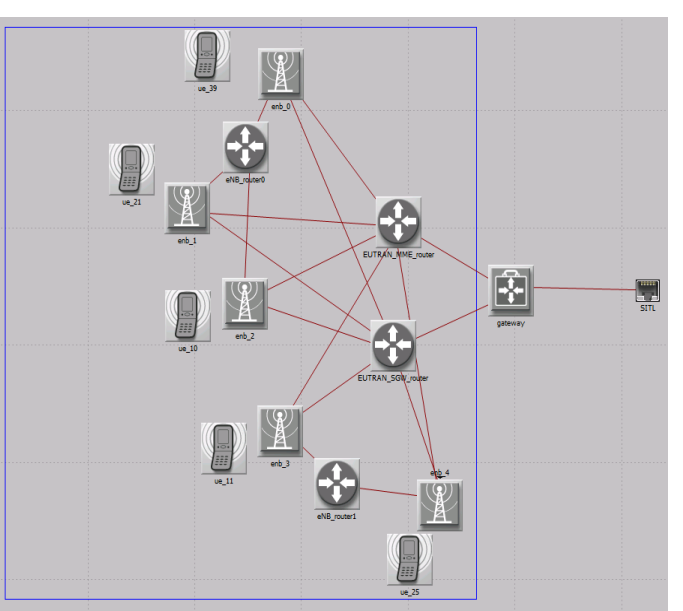 ue_39
enb_0
eNB_router0
ue_21
enb_1
EUTRAN_MME_router
SITL
gateway
ue_10
enb_2
EUTRAN_SGW_router
enb_3
enb_4
ue_11
eNB_router1
ue_25